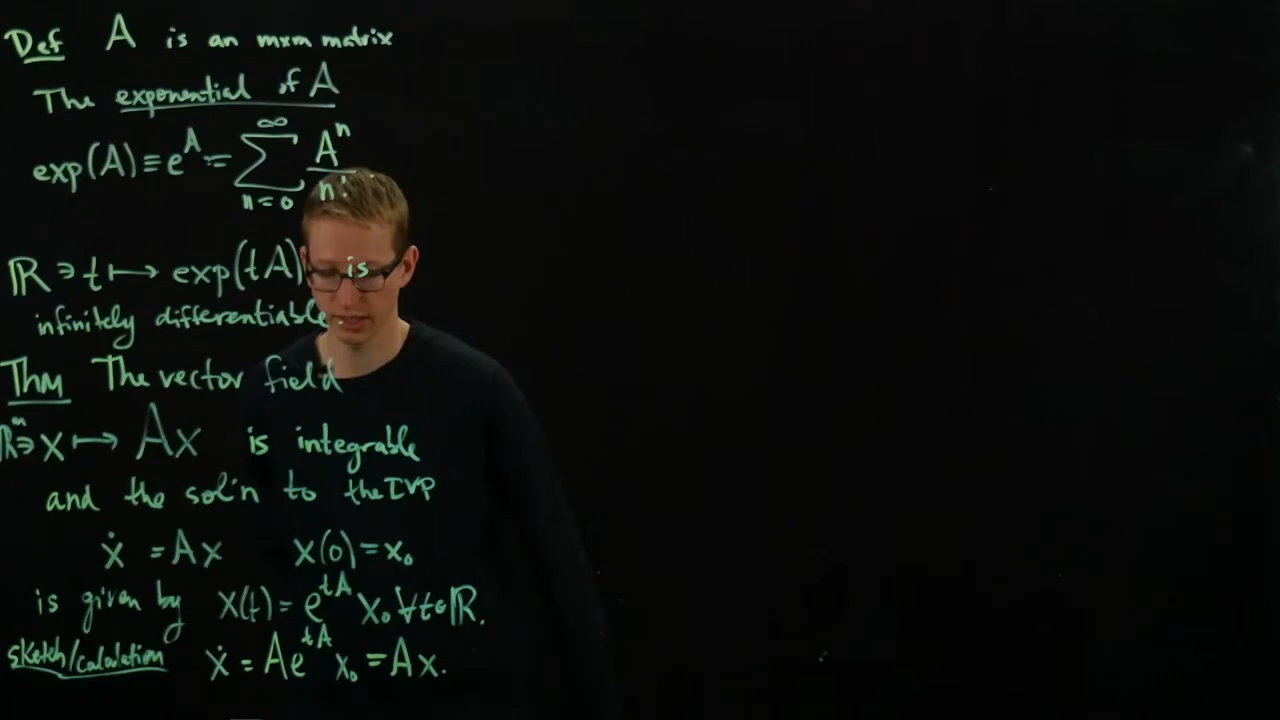 Def A is an mxm matrix
The exponential of A
exp(A) ≡ e^A = ∑_{n=0}^{∞} A^n / n!
ℝ ∋ t ↦ exp(tA) is
infinitely differentiable.
Thm The vector field
ℝ^m ∋ x ↦ Ax is integrable
and the sol'n to the IVP
ẋ = Ax x(0) = x₀
is given by x(t) = e^{tA} x₀ ∀ t ∈ ℝ.
sketch/calculation ẋ = Ae^{tA} x₀ = Ax.